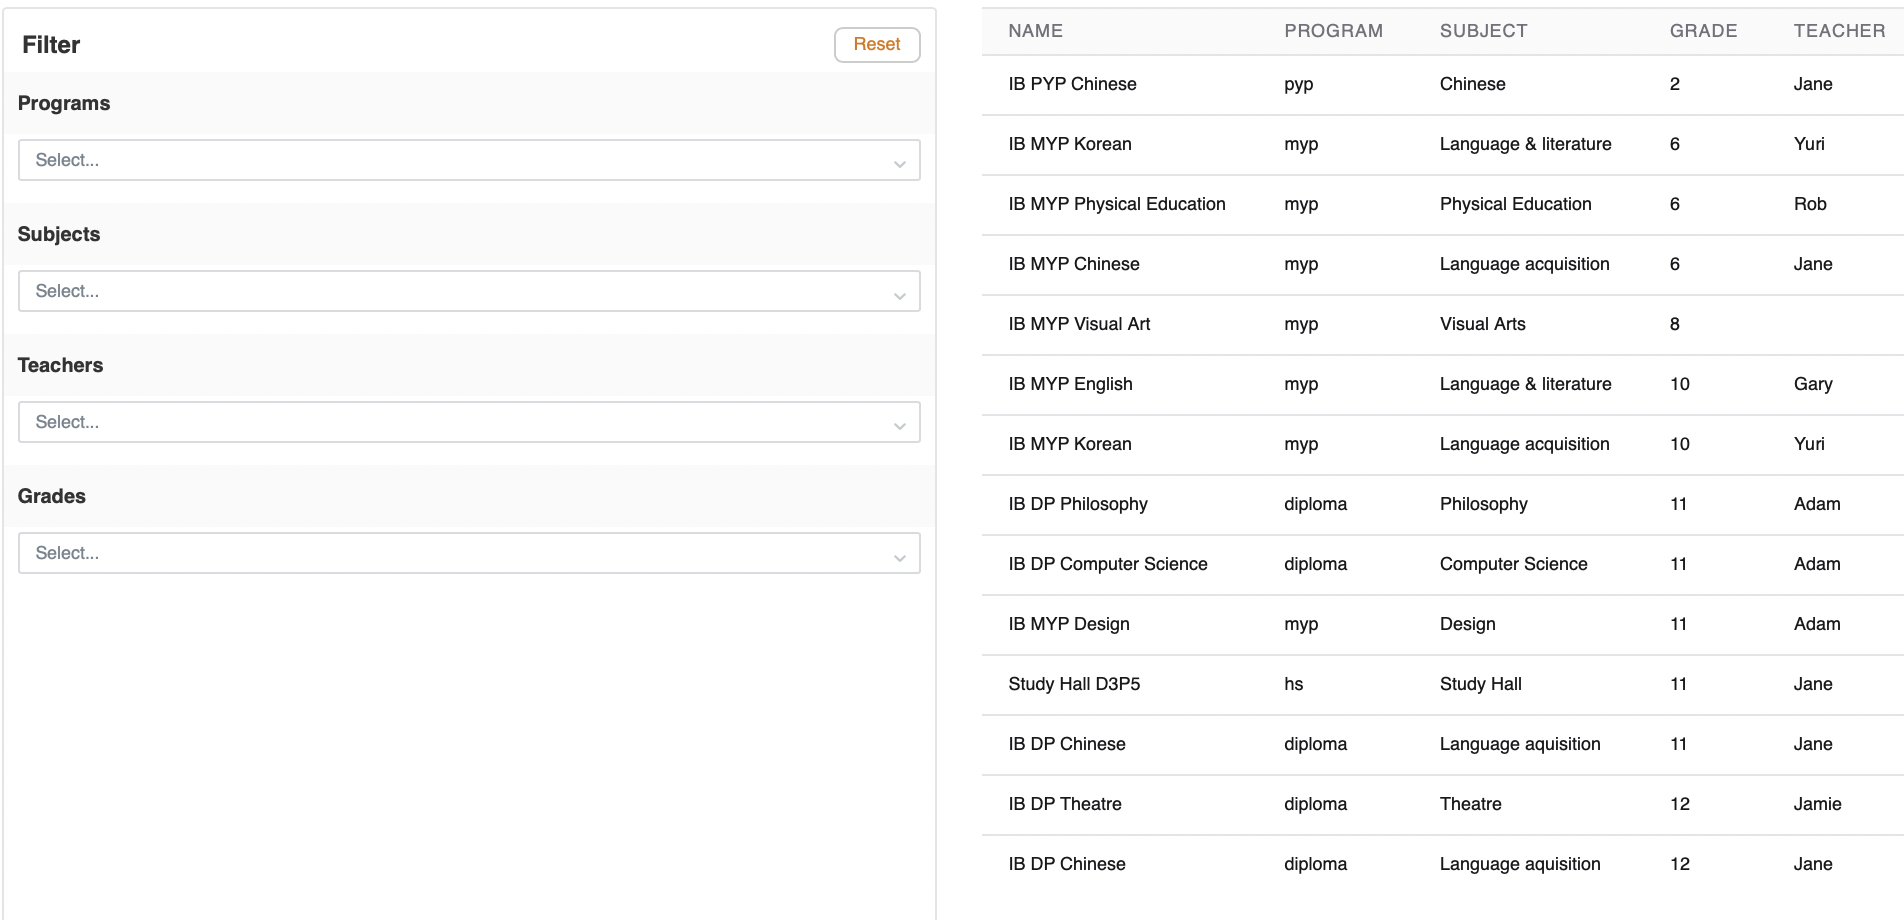 Filter
Reset
Programs
Select...
Subjects
Select...
Teachers
Select...
Grades
Select...
NAME PROGRAM SUBJECT GRADE TEACHER
IB PYP Chinese pyp Chinese 2 Jane
IB MYP Korean myp Language & literature 6 Yuri
IB MYP Physical Education myp Physical Education 6 Rob
IB MYP Chinese myp Language acquisition 6 Jane
IB MYP Visual Art myp Visual Arts 8
IB MYP English myp Language & literature 10 Gary
IB MYP Korean myp Language acquisition 10 Yuri
IB DP Philosophy diploma Philosophy 11 Adam
IB DP Computer Science diploma Computer Science 11 Adam
IB MYP Design myp Design 11 Adam
Study Hall D3P5 hs Study Hall 11 Jane
IB DP Chinese diploma Language aquisition 11 Jane
IB DP Theatre diploma Theatre 12 Jamie
IB DP Chinese diploma Language aquisition 12 Jane